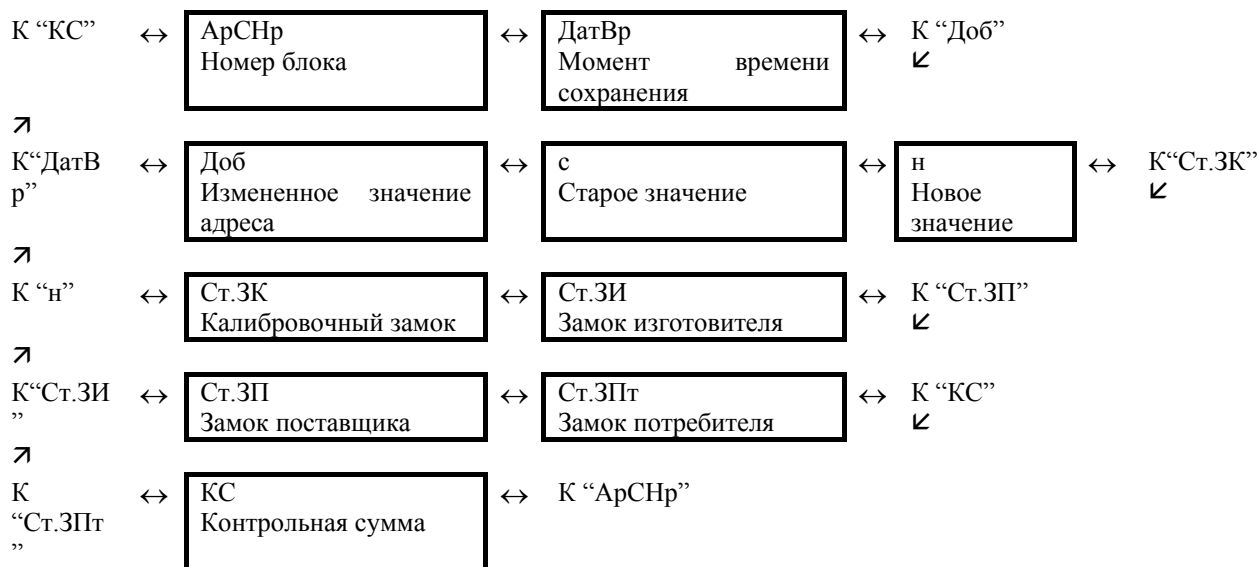 К “КС” ↔ АрСНр ↔ ДатВр ↔ К “Доб”
Номер блока Момент времени ↙
сохранения
↗
К“ДатВ ↔ Доб ↔ с ↔ н ↔ К“Ст.ЗК”
р” Измененное значение Старое значение Новое ↙
адреса значение
↗
К “н” ↔ Ст.ЗК ↔ Ст.ЗИ ↔ К “Ст.ЗП”
Калибровочный замок Замок изготовителя ↙
↗
К“Ст.ЗИ ↔ Ст.ЗП ↔ Ст.ЗПт ↔ К “КС”
” Замок поставщика Замок потребителя ↙
↗
К ↔ КС ↔ К “АрСНр”
“Ст.ЗПт Контрольная сумма
”